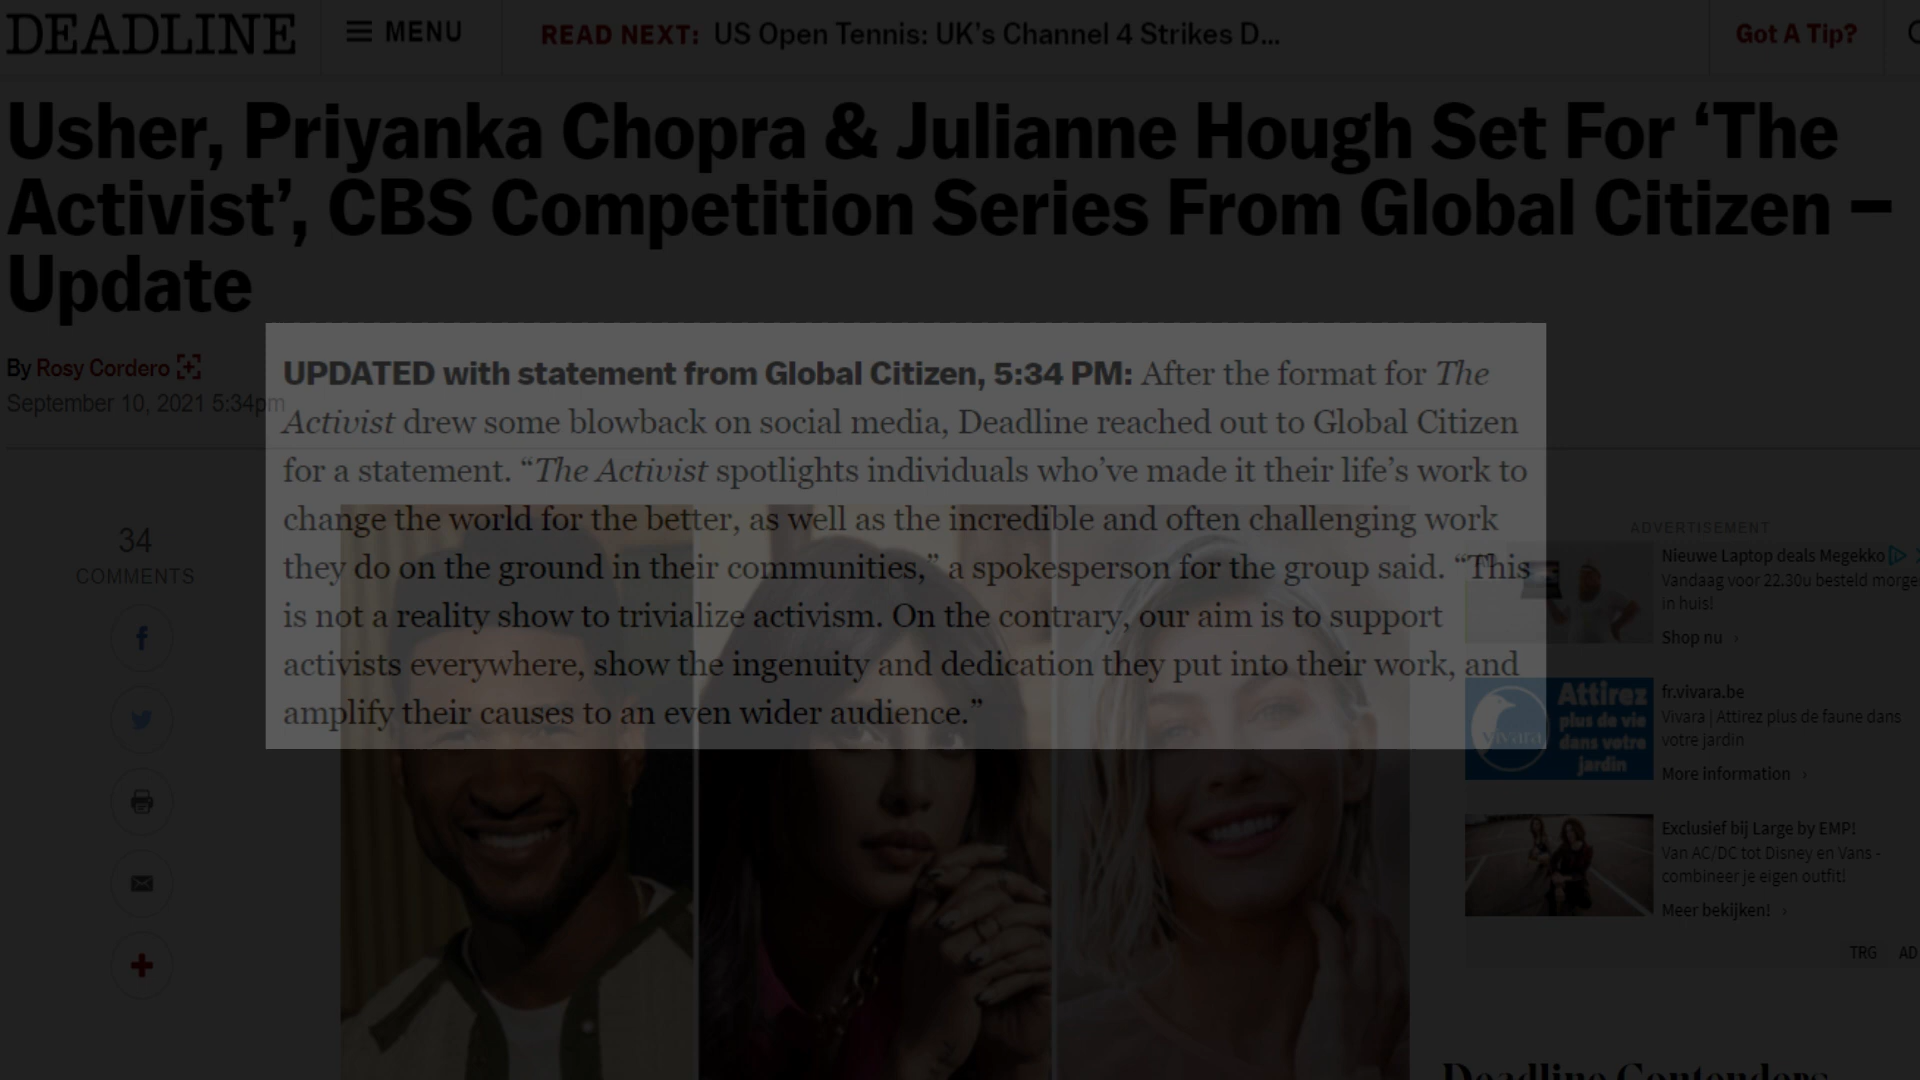 DEADLINE
MENU
READ NEXT: US Open Tennis: UK's Channel 4 Strikes D...
Got A Tip?
Usher, Priyanka Chopra & Julianne Hough Set For ‘The
Activist’, CBS Competition Series From Global Citizen –
Update
By Rosy Cordero
September 10, 2021 5:34pm
UPDATED with statement from Global Citizen, 5:34 PM: After the format for The
Activist drew some blowback on social media, Deadline reached out to Global Citizen
for a statement. “The Activist spotlights individuals who’ve made it their life’s work to
change the world for the better, as well as the incredible and often challenging work
they do on the ground in their communities,” a spokesperson for the group said. “This
is not a reality show to trivialize activism. On the contrary, our aim is to support
activists everywhere, show the ingenuity and dedication they put into their work, and
amplify their causes to an even wider audience.”
34
COMMENTS
ADVERTISEMENT
Nieuwe Laptop deals Megekko
Vandaag voor 22.30u besteld morge
in huis!
Shop nu
Attirez
plus de vie
dans votre
jardin
vivara
fr.vivara.be
Vivara | Attirez plus de faune dans
votre jardin
More information
Exclusief bij Large by EMP!
Van AC/DC tot Disney en Vans -
combineer je eigen outfit!
Meer bekijken!
TRG AD
Deadline Contenders